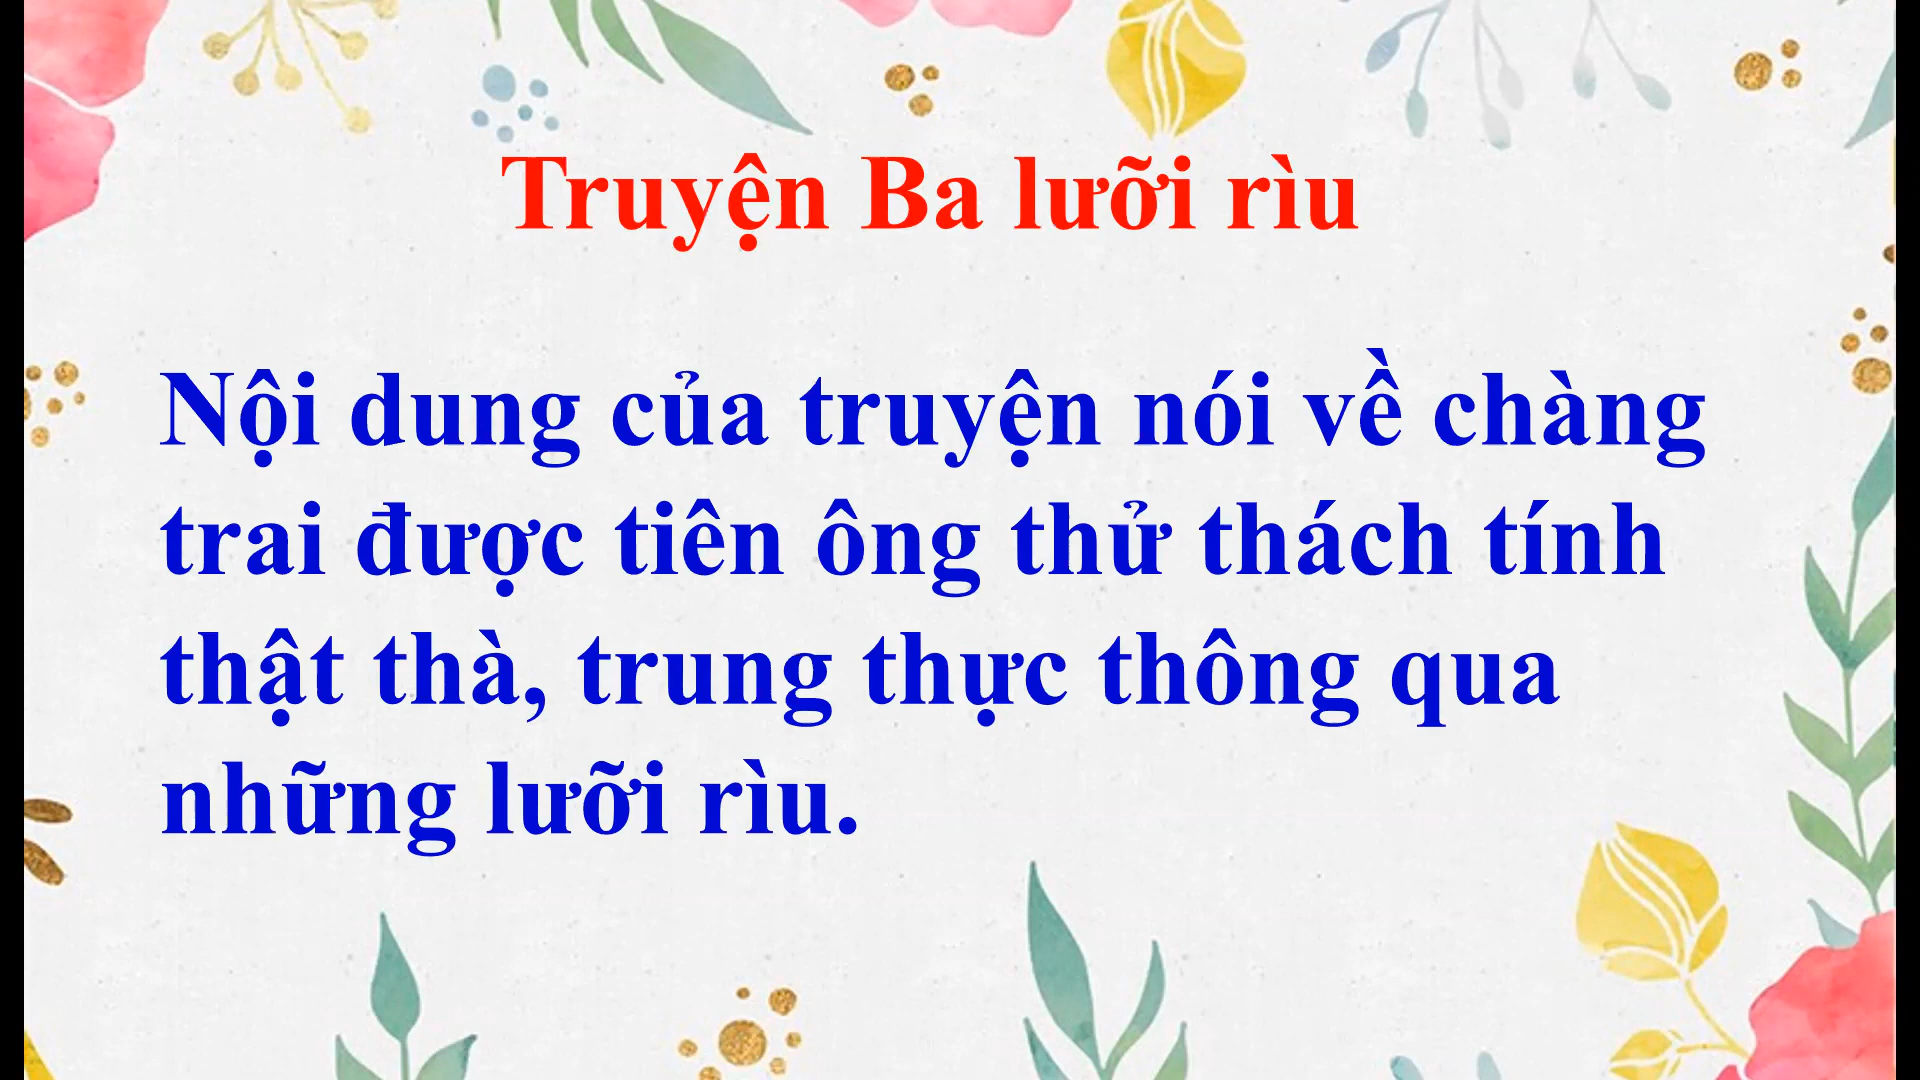 Truyện Ba lưỡi rìu
Nội dung của truyện nói về chàng
trai được tiên ông thử thách tính
thật thà, trung thực thông qua
những lưỡi rìu.